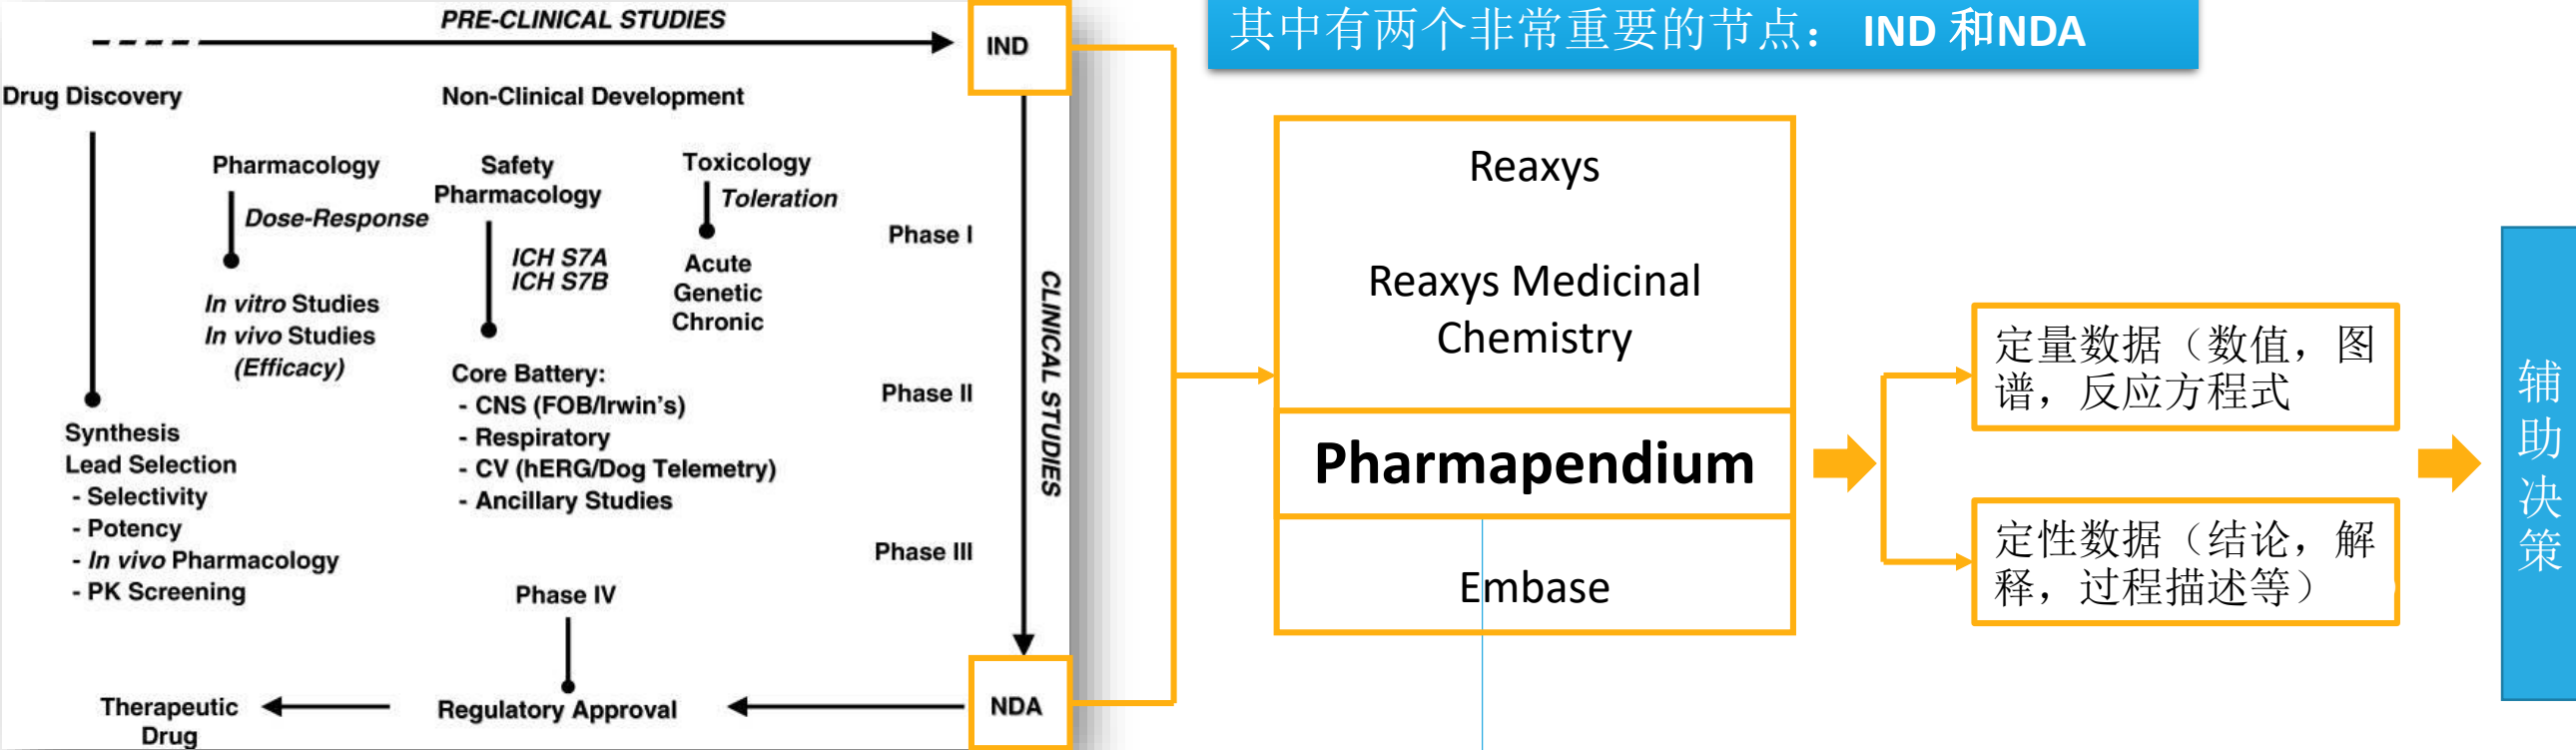 PRE-CLINICAL STUDIES
IND
Drug Discovery
Non-Clinical Development
Pharmacology
Dose-Response
In vitro Studies
In vivo Studies
(Efficacy)
Safety
Pharmacology
ICH S7A
ICH S7B
Core Battery:
- CNS (FOB/Irwin's)
- Respiratory
- CV (hERG/Dog Telemetry)
- Ancillary Studies
Toxicology
Toleration
Acute
Genetic
Chronic
Synthesis
Lead Selection
- Selectivity
- Potency
- In vivo Pharmacology
- PK Screening
Phase I
Phase II
Phase III
CLINICAL STUDIES
Phase IV
Therapeutic
Drug
Regulatory Approval
NDA
其中有两个非常重要的节点： IND 和NDA
Reaxys
Reaxys Medicinal
Chemistry
Pharmapendium
Embase
定量数据（数值，图
谱，反应方程式
定性数据（结论，解
释，过程描述等）
辅助决策